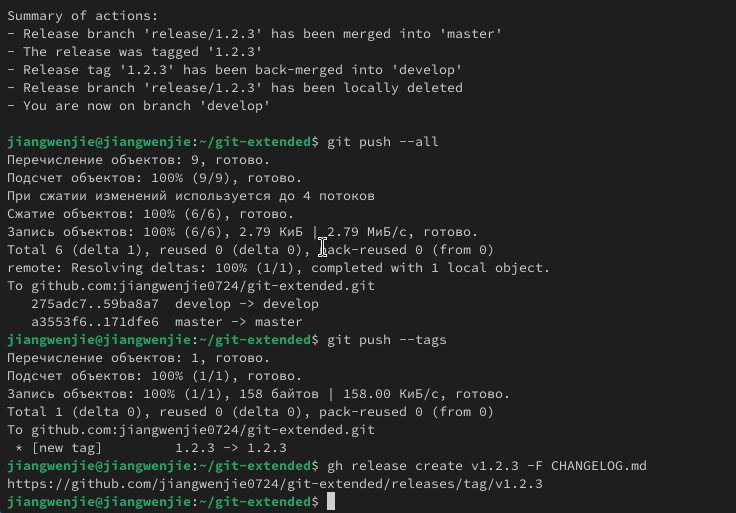 Summary of actions:
- Release branch 'release/1.2.3' has been merged into 'master'
- The release was tagged '1.2.3'
- Release tag '1.2.3' has been back-merged into 'develop'
- Release branch 'release/1.2.3' has been locally deleted
- You are now on branch 'develop'
jiangwenjie@jiangwenjie:~/git-extended$ git push --all
Перечисление объектов: 9, готово.
Подсчет объектов: 100% (9/9), готово.
При сжатии изменений используется до 4 потоков
Сжатие объектов: 100% (6/6), готово.
Запись объектов: 100% (6/6), 2.79 КиБ | 2.79 МиБ/с, готово.
Total 6 (delta 1), reused 0 (delta 0), pack-reused 0 (from 0)
remote: Resolving deltas: 100% (1/1), completed with 1 local object.
To github.com:jiangwenjie0724/git-extended.git
   275adc7..59ba8a7  develop -> develop
   a3553f6..171dfe6  master -> master
jiangwenjie@jiangwenjie:~/git-extended$ git push --tags
Перечисление объектов: 1, готово.
Подсчет объектов: 100% (1/1), готово.
Запись объектов: 100% (1/1), 158 байтов | 158.00 КиБ/с, готово.
Total 1 (delta 0), reused 0 (delta 0), pack-reused 0 (from 0)
To github.com:jiangwenjie0724/git-extended.git
 * [new tag]         1.2.3 -> 1.2.3
jiangwenjie@jiangwenjie:~/git-extended$ gh release create v1.2.3 -F CHANGELOG.md
https://github.com/jiangwenjie0724/git-extended/releases/tag/v1.2.3
jiangwenjie@jiangwenjie:~/git-extended$